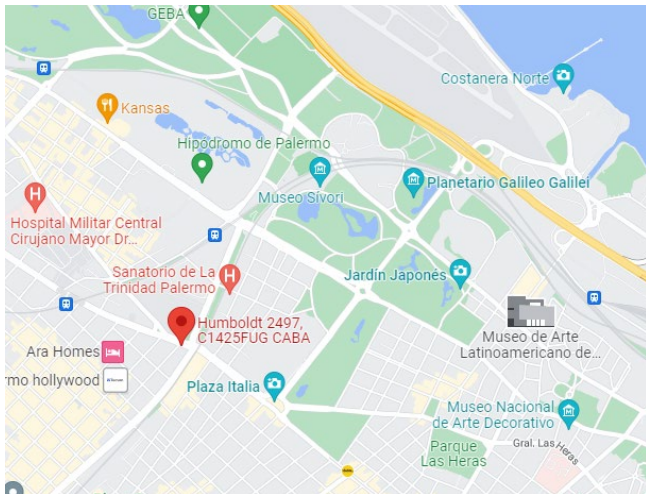 GEBA
Costanera Norte
Kansas
Hipódromo de Palermo
Planetario Galileo Galilei
Museo Sívori
Hospital Militar Central
Cirujano Mayor Dr...
Sanatorio de La
Trinidad Palermo
Jardín Japonés
Humboldt 2497,
C1425FUG CABA
Museo de Arte
Latinoamericano de...
Ara Homes
rmo hollywood
Plaza Italia
Museo Nacional
de Arte Decorativo
Gral. Las Heras
Parque
Las Heras